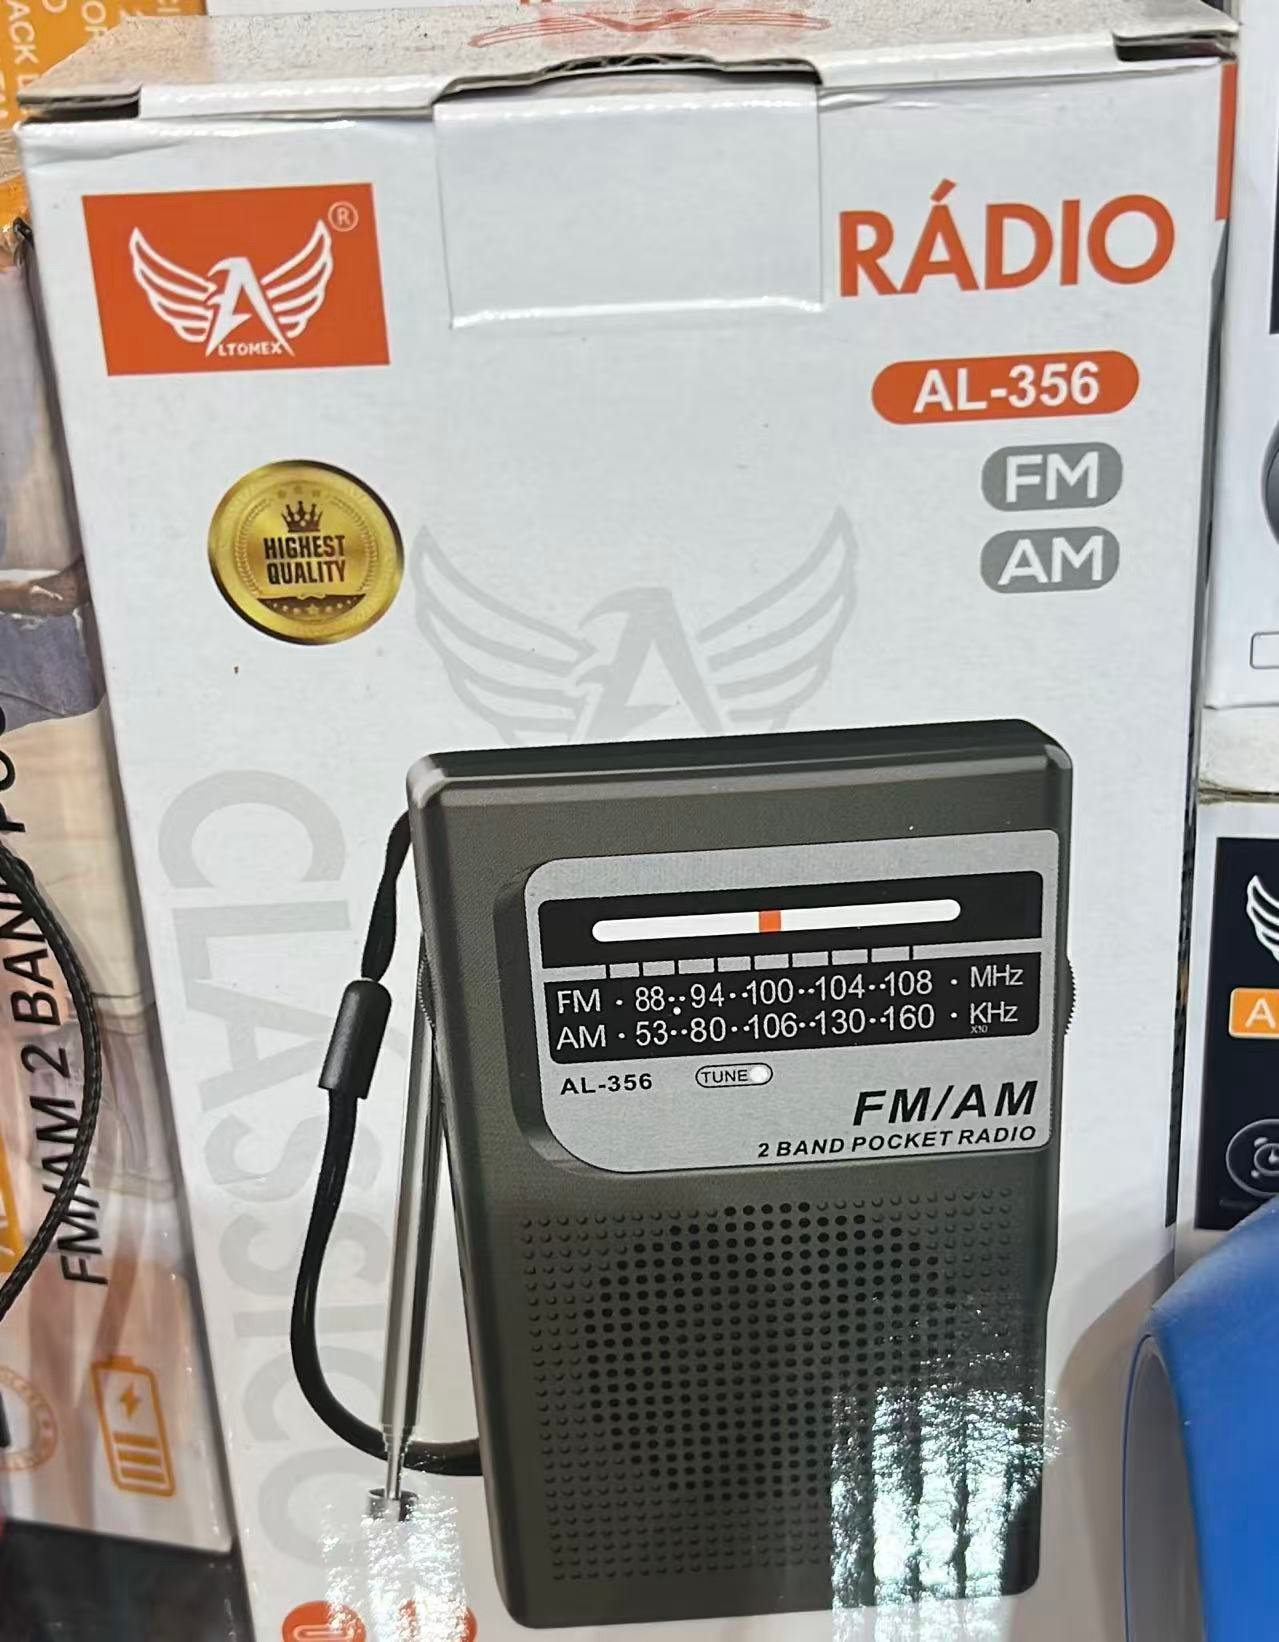 ®
LTOMEX
RÁDIO
AL-356
FM
AM
HIGHEST
QUALITY
CLASSICO
FM · 88··94··100··104··108 · MHz
AM · 53··80··106··130··160 · KHz
X10
AL-356
TUNE
FM/AM
2 BAND POCKET RADIO
FM/AM 2 BAND PO